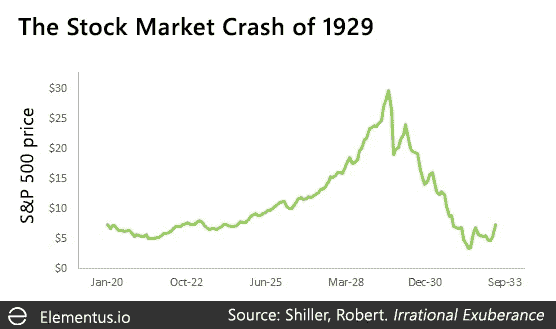 The Stock Market Crash of 1929
S&P 500 price
$30
$25
$20
$15
$10
$5
$0
Jan-20 Oct-22 Jun-25 Mar-28 Dec-30 Sep-33
Elementus.io Source: Shiller, Robert. Irrational Exuberance